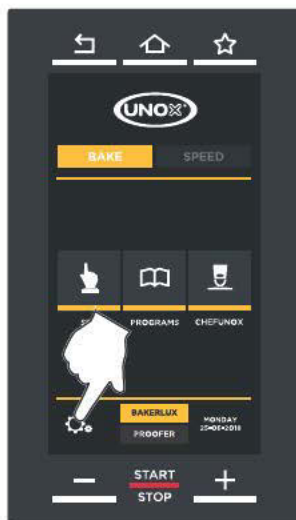 UNOX
BAKE SPEED
PROGRAMS CHEFUNOX
BAKERLUX
PROOFER
MONDAY
START
STOP